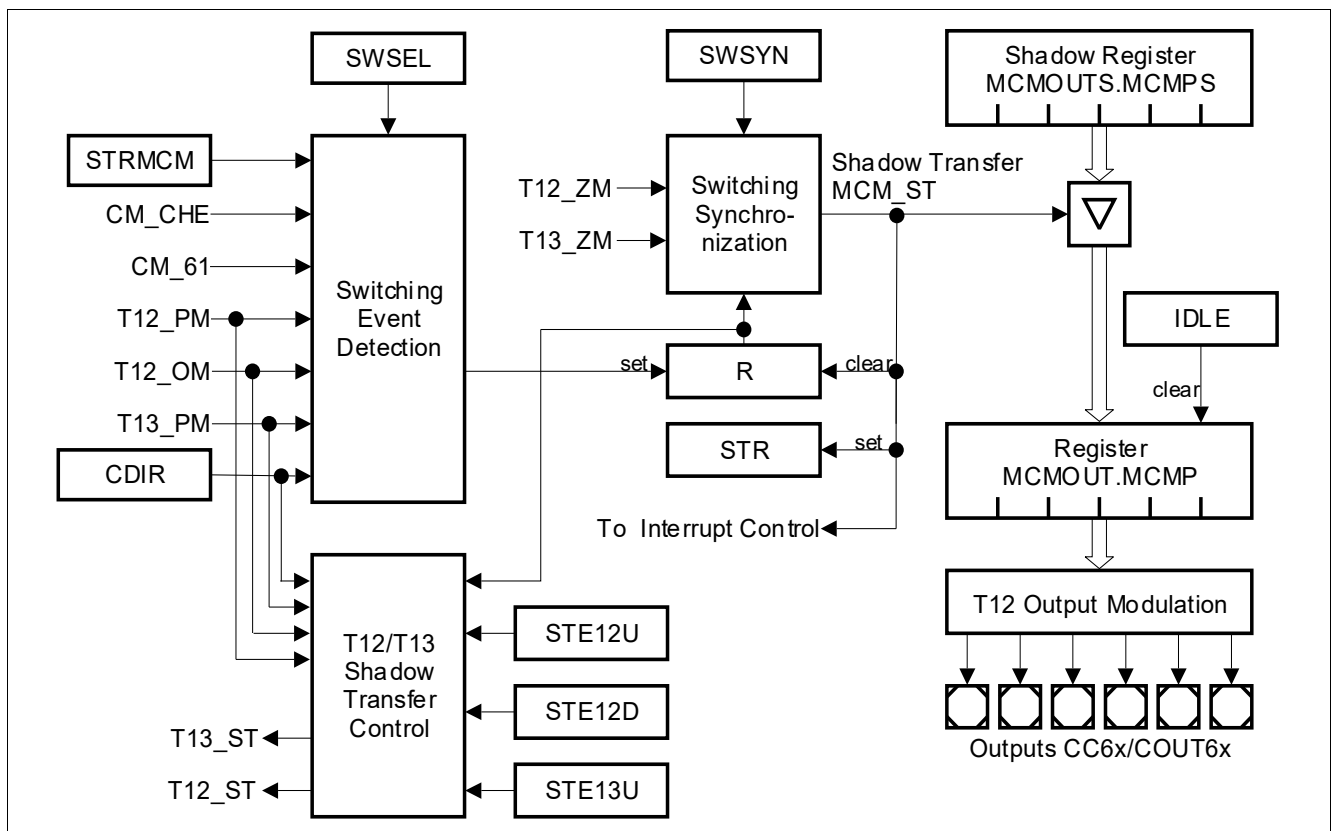 SWSEL
SWSYN
Shadow Register
MCMOUTS.MCMPS
STRMCM
CM_CHE
CM_61
T12_PM
T12_OM
T13_PM
CDIR
Switching
Event
Detection
T12_ZM
T13_ZM
Switching
Synchro-
nization
Shadow Transfer
MCM_ST
IDLE
clear
set
R
clear
STR
set
To Interrupt Control
Register
MCMOUT.MCMP
T12 Output Modulation
Outputs CC6x/COUT6x
T12/T13
Shadow
Transfer
Control
STE12U
STE12D
STE13U
T13_ST
T12_ST